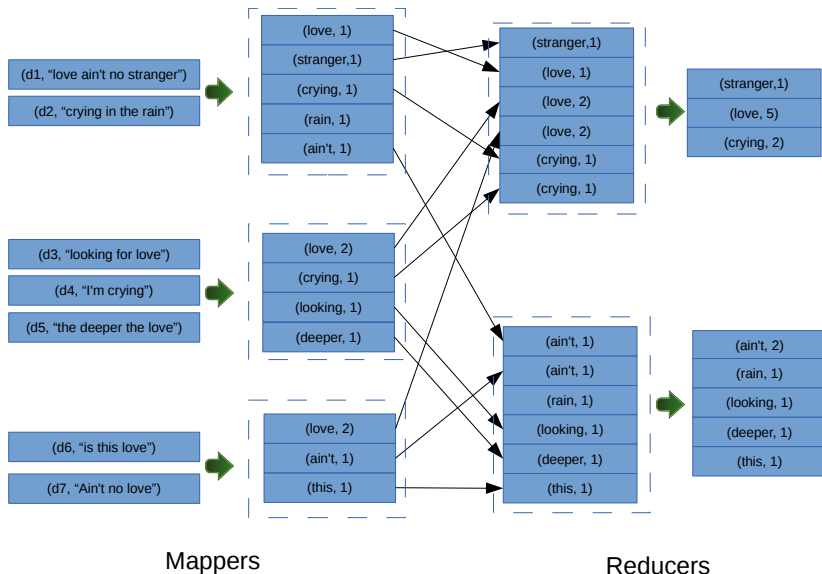 (d1, “love ain't no stranger”)
(d2, “crying in the rain”)
(d3, “looking for love”)
(d4, “I'm crying”)
(d5, “the deeper the love”)
(d6, “is this love”)
(d7, “Ain't no love”)
(love, 1)
(stranger,1)
(crying, 1)
(rain, 1)
(ain't, 1)
(love, 2)
(crying, 1)
(looking, 1)
(deeper, 1)
(love, 2)
(ain't, 1)
(this, 1)
(stranger,1)
(love, 1)
(love, 2)
(love, 2)
(crying, 1)
(crying, 1)
(ain't, 1)
(ain't, 1)
(rain, 1)
(looking, 1)
(deeper, 1)
(this, 1)
(stranger,1)
(love, 5)
(crying, 2)
(ain't, 2)
(rain, 1)
(looking, 1)
(deeper, 1)
(this, 1)
Mappers
Reducers